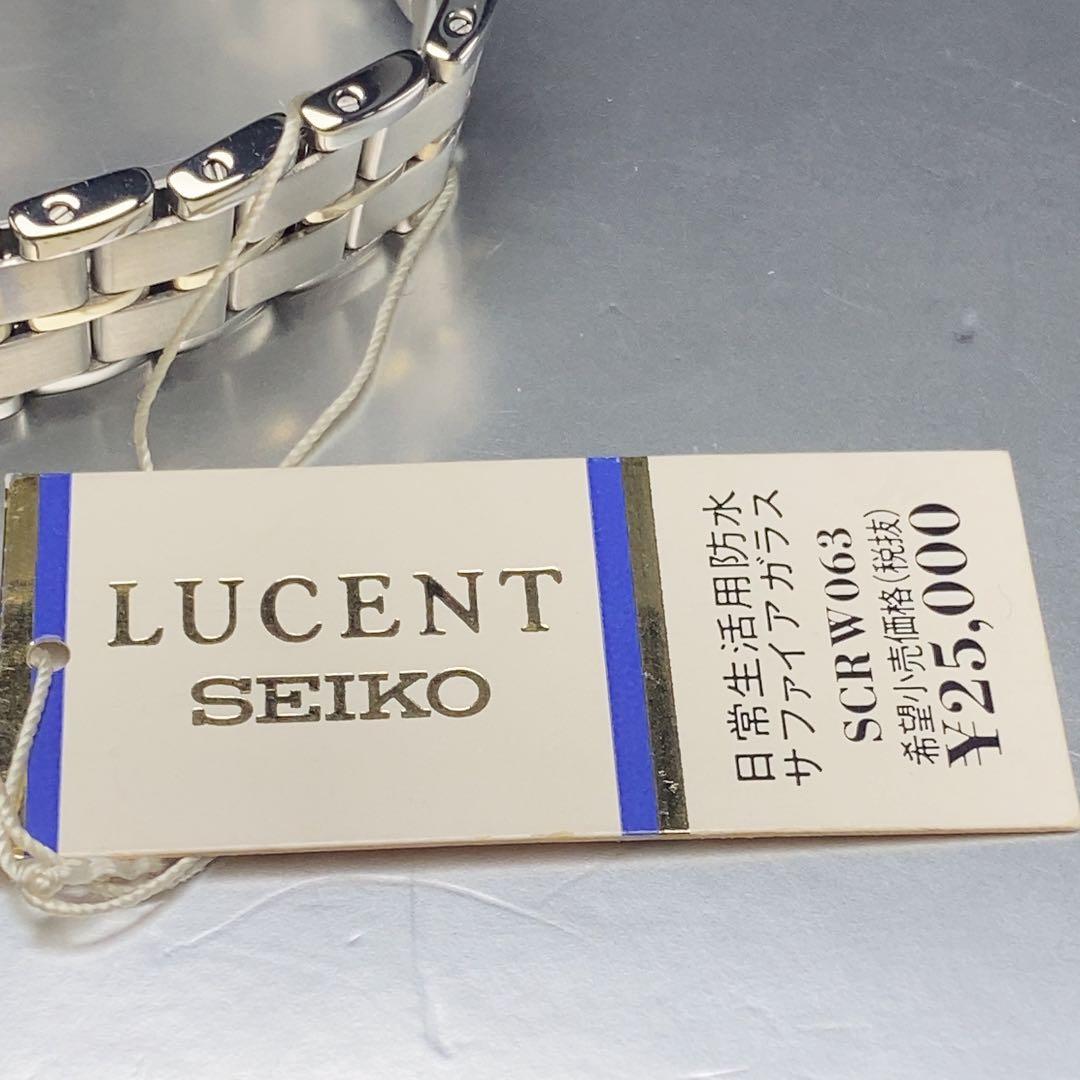 LUCENT
SEIKO
日常生活用防水
サファイアガラス
SCRW063
希望小売価格(税抜)
¥25,000